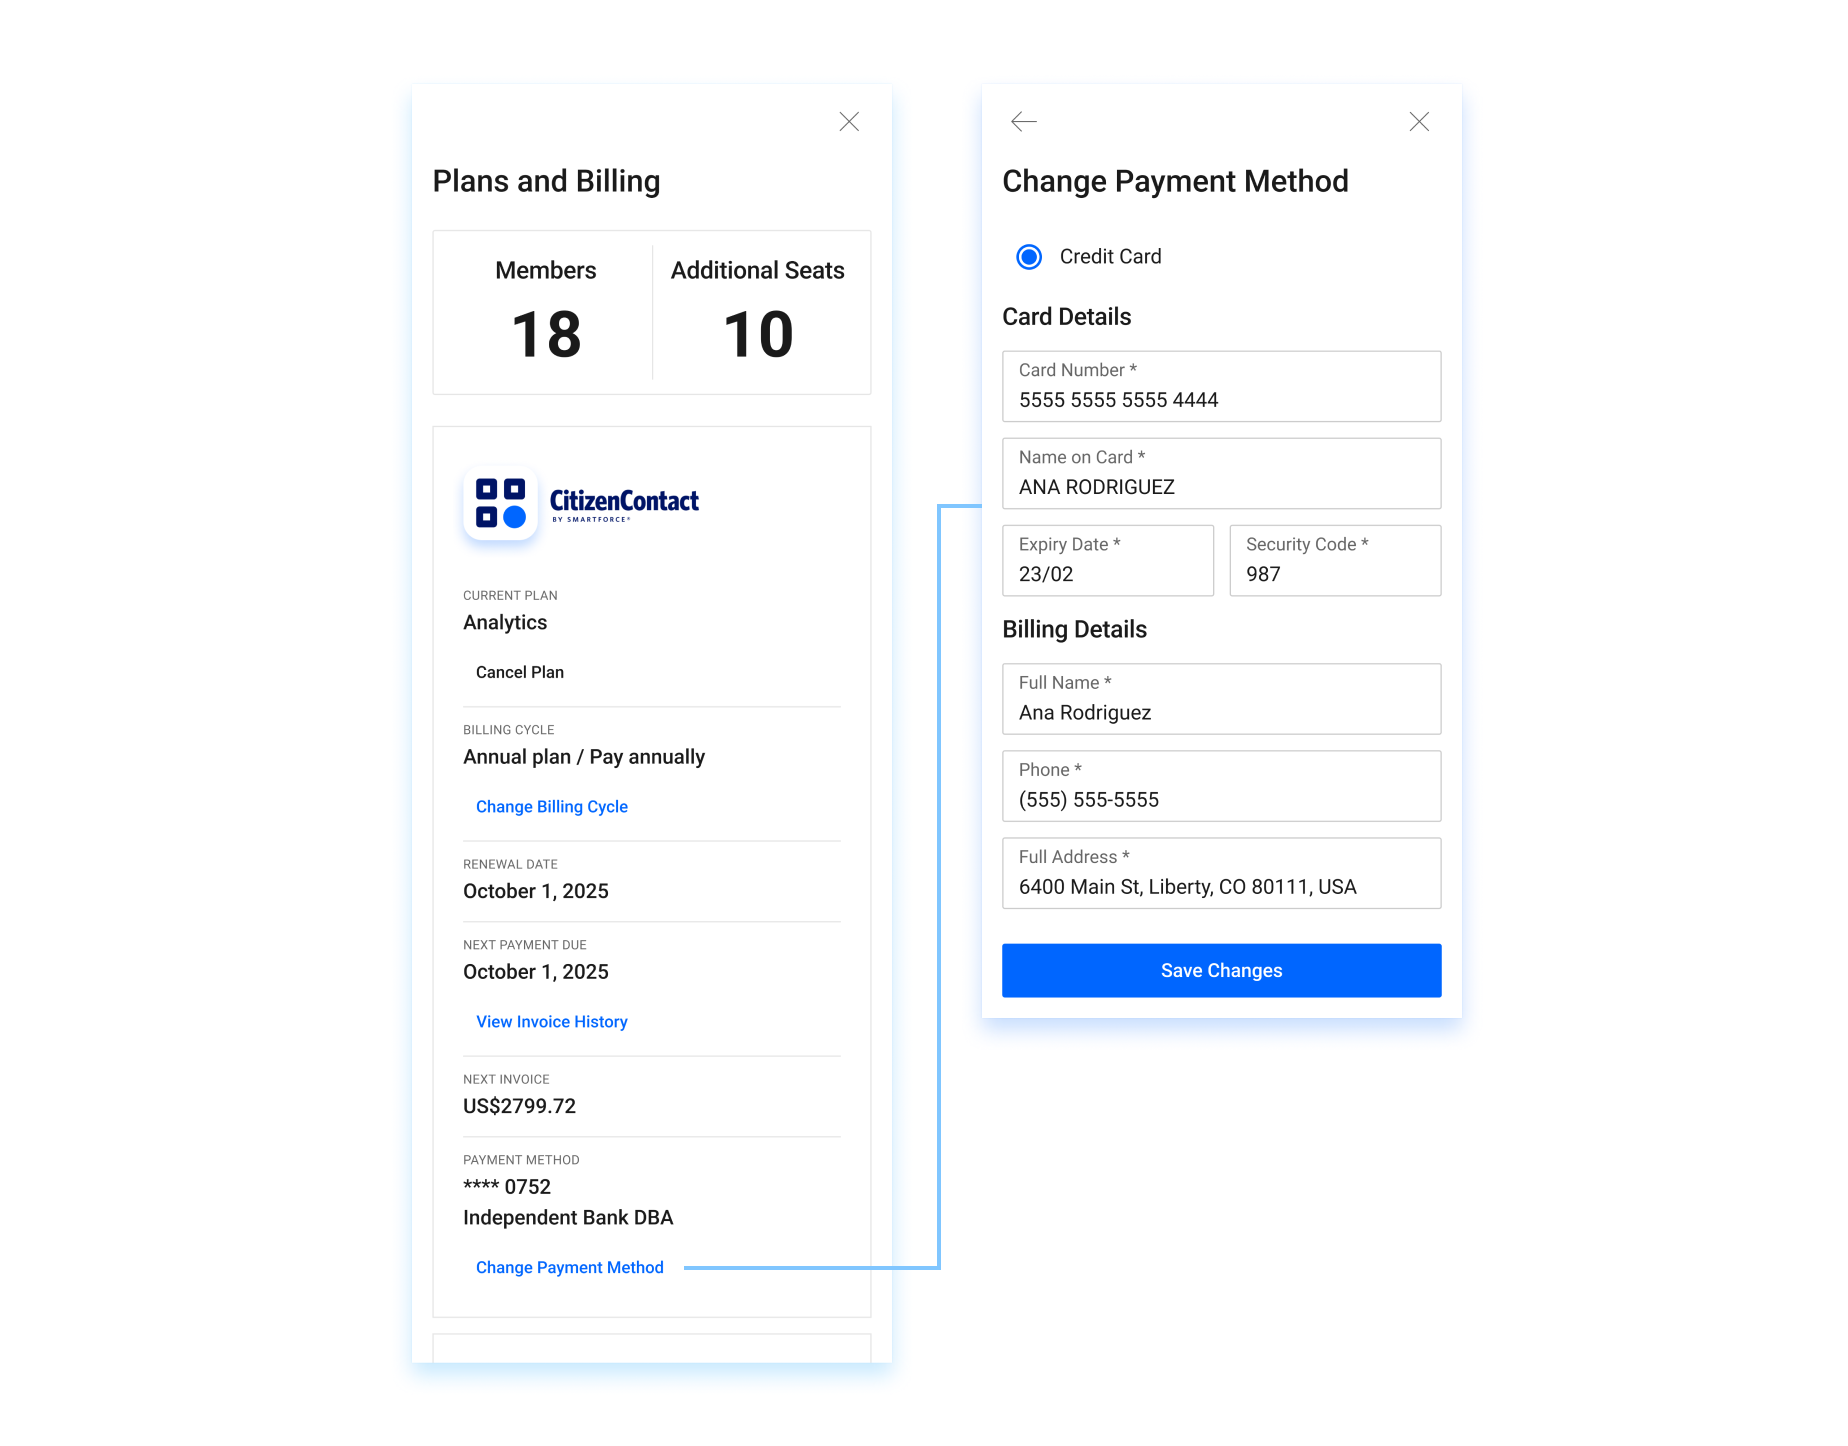 Plans and Billing
Members
18
Additional Seats
10
CitizenContact
BY SMARTFORCE®
CURRENT PLAN
Analytics
Cancel Plan
BILLING CYCLE
Annual plan / Pay annually
Change Billing Cycle
RENEWAL DATE
October 1, 2025
NEXT PAYMENT DUE
October 1, 2025
View Invoice History
NEXT INVOICE
US$2799.72
PAYMENT METHOD
**** 0752
Independent Bank DBA
Change Payment Method
Change Payment Method
Credit Card
Card Details
Card Number *
5555 5555 5555 4444
Name on Card *
ANA RODRIGUEZ
Expiry Date *
23/02
Security Code *
987
Billing Details
Full Name *
Ana Rodriguez
Phone *
(555) 555-5555
Full Address *
6400 Main St, Liberty, CO 80111, USA
Save Changes